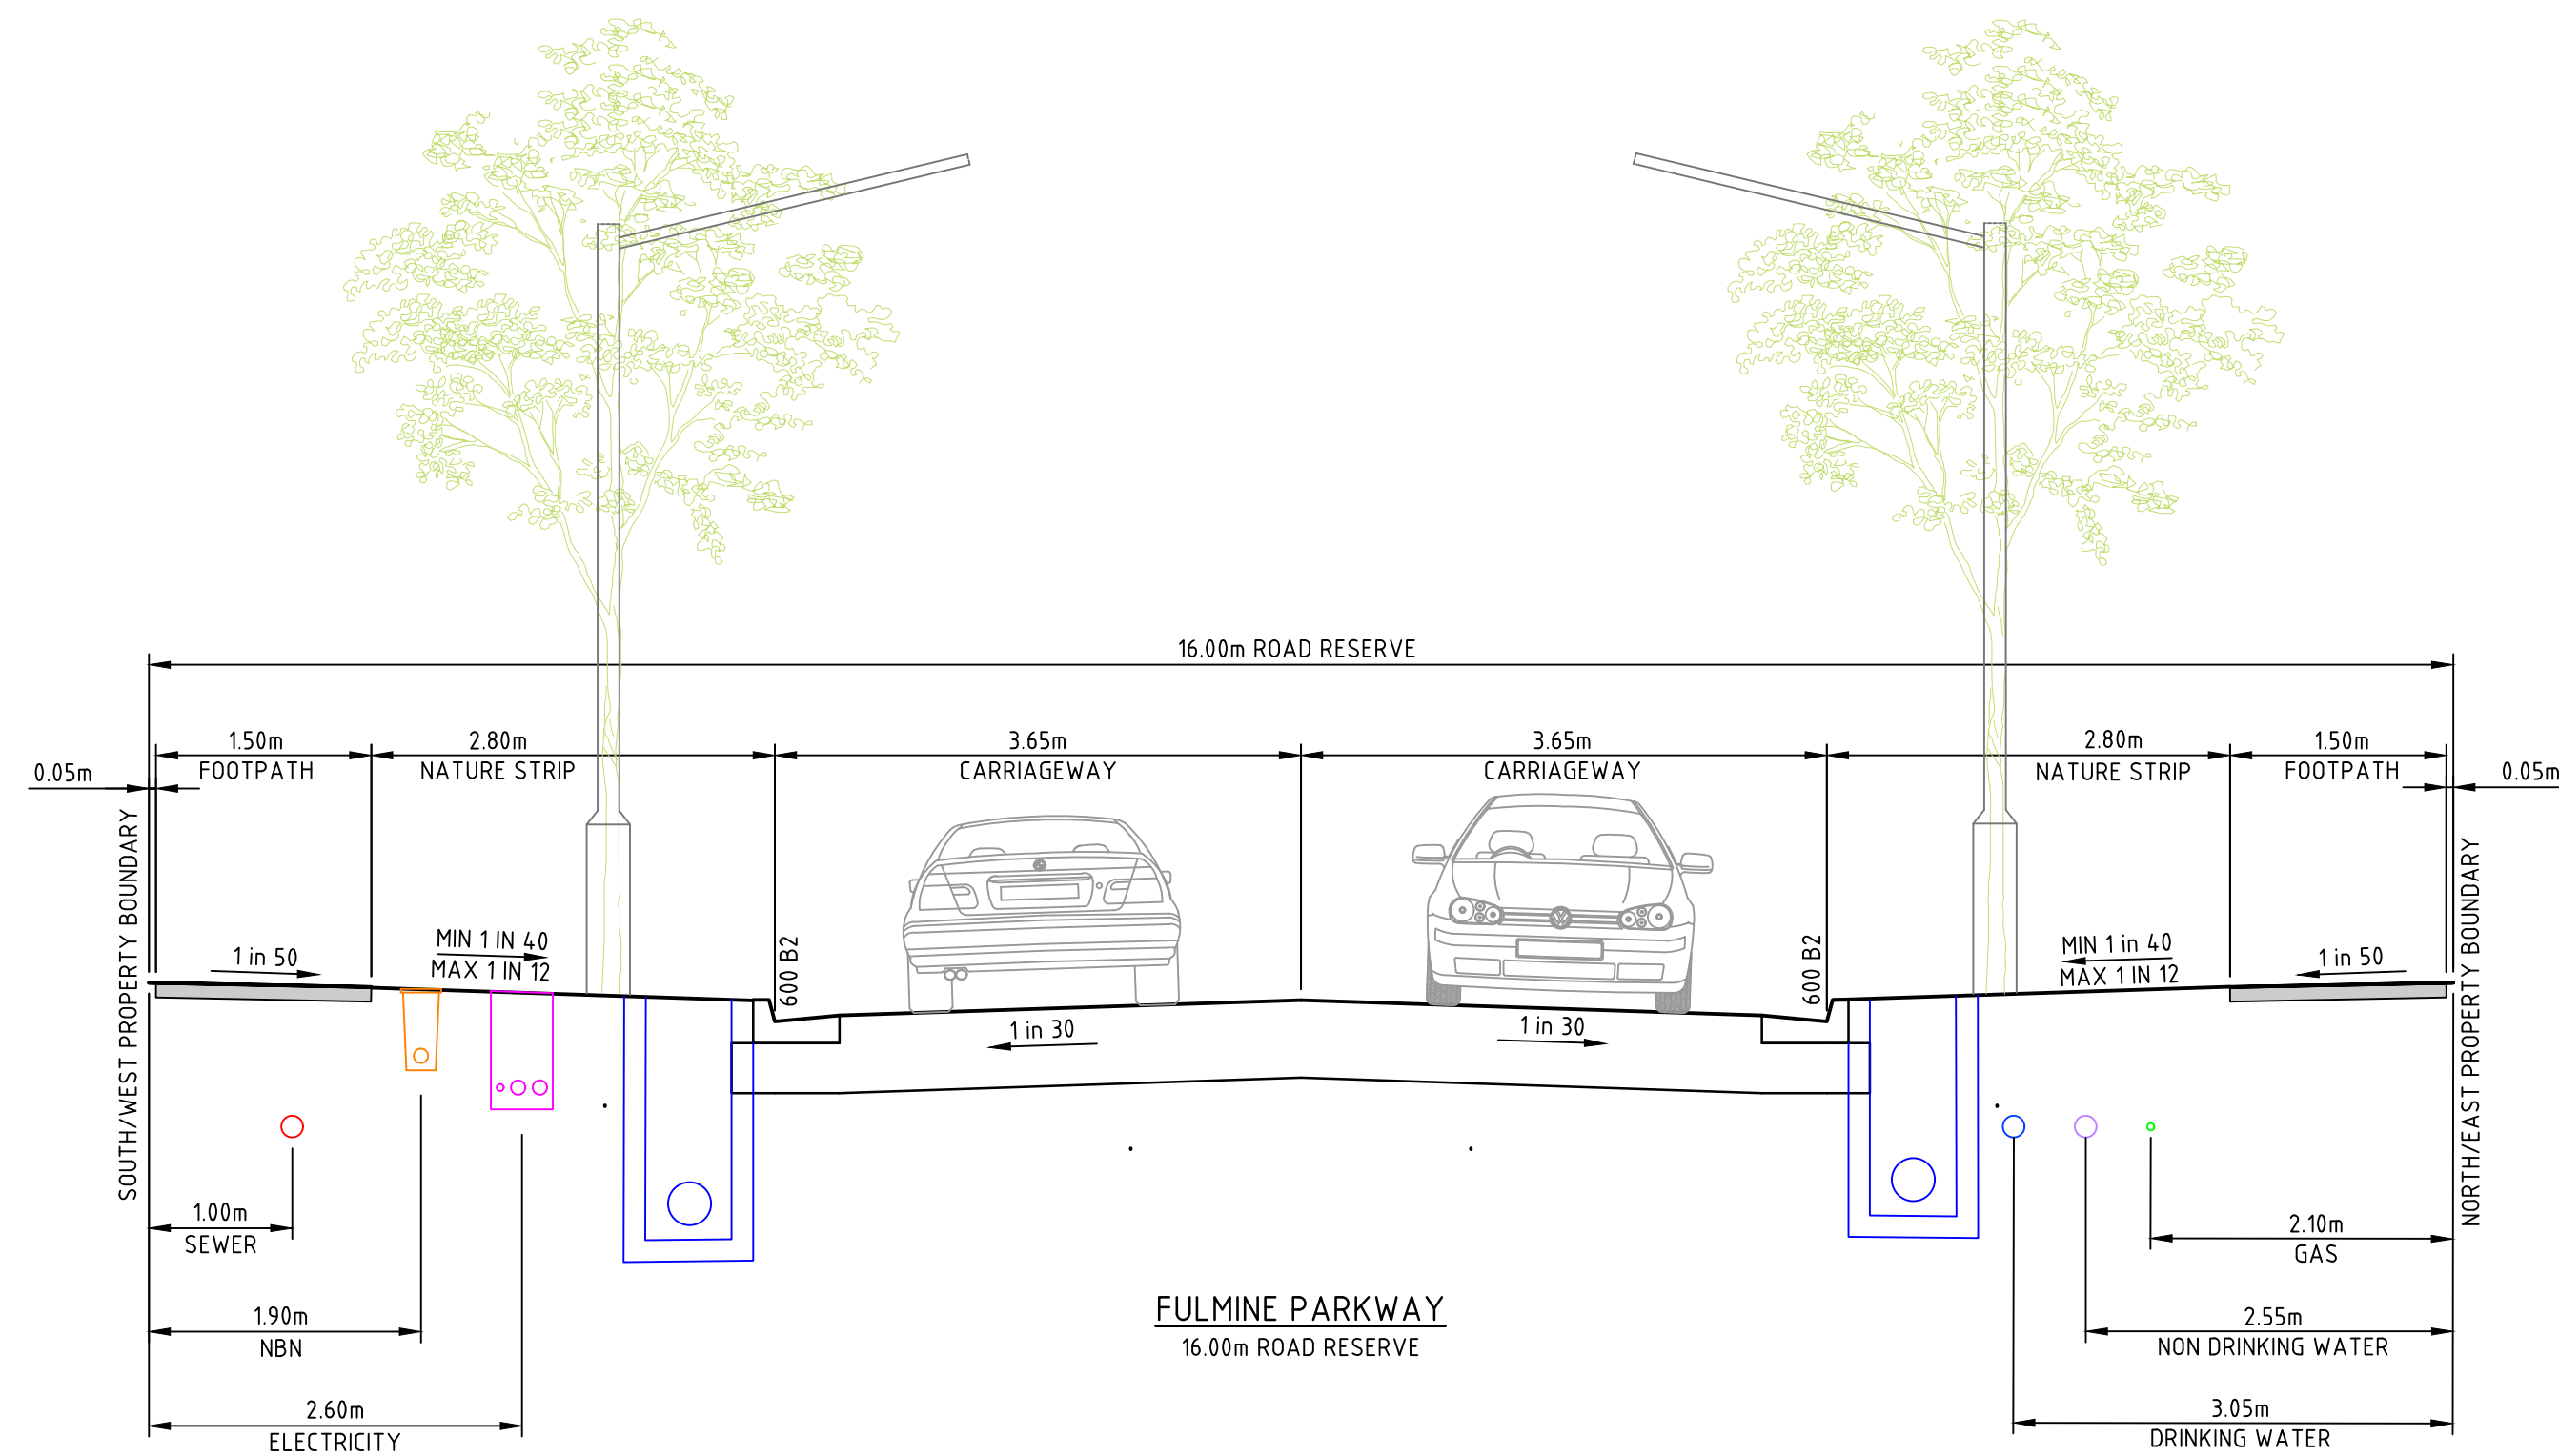 16.00m ROAD RESERVE
0.05m
1.50m
FOOTPATH
2.80m
NATURE STRIP
3.65m
CARRIAGEWAY
3.65m
CARRIAGEWAY
2.80m
NATURE STRIP
1.50m
FOOTPATH
0.05m
SOUTH/WEST PROPERTY BOUNDARY
1 in 50
MIN 1 IN 40
MAX 1 IN 12
600 B2
1 in 30
1 in 30
600 B2
MIN 1 in 40
MAX 1 IN 12
1 in 50
NORTH/EAST PROPERTY BOUNDARY
1.00m
SEWER
1.90m
NBN
2.60m
ELECTRICITY
2.10m
GAS
2.55m
NON DRINKING WATER
3.05m
DRINKING WATER
FULMINE PARKWAY
16.00m ROAD RESERVE